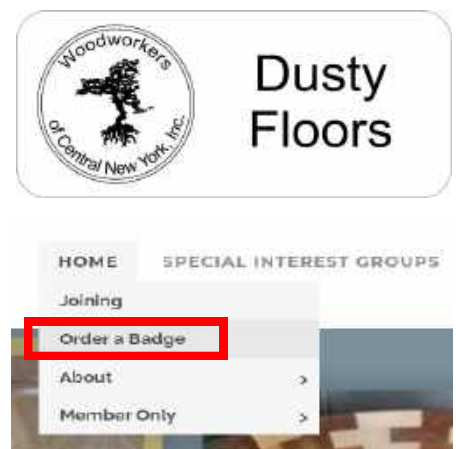 Woodworkers
of Central New York, Inc.
Dusty
Floors
HOME SPECIAL INTEREST GROUPS
Joining
Order a Badge
About >
Member Only >